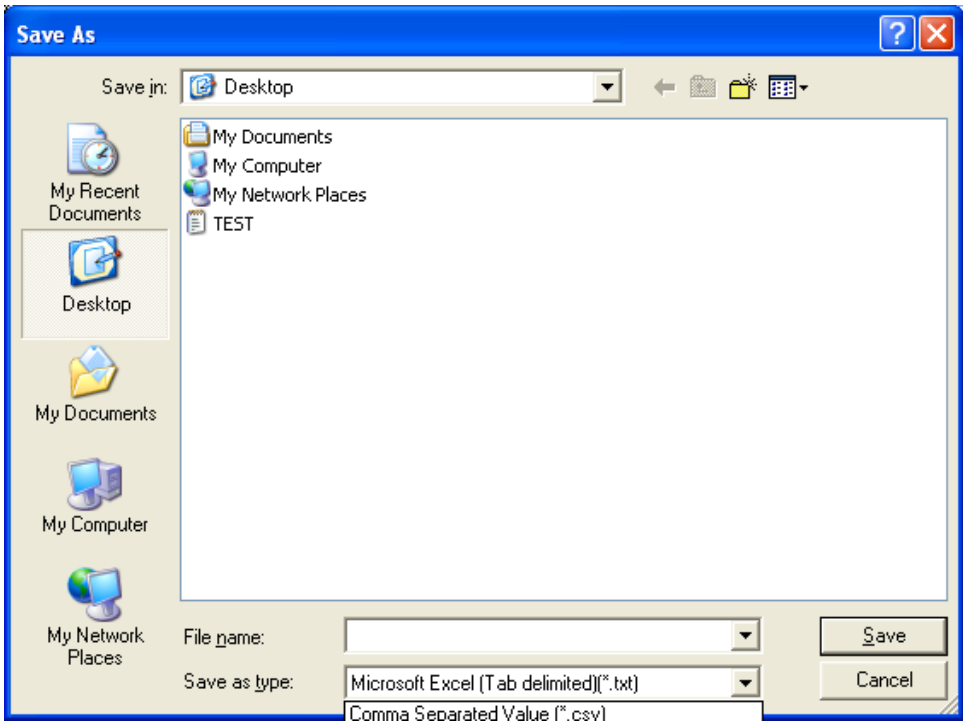 Save As
?
Save in:
Desktop
My Documents
My Computer
My Network Places
TEST
My Recent
Documents
Desktop
My Documents
My Computer
My Network
Places
File name:
Save
Save as type:
Microsoft Excel (Tab delimited)(*.txt)
Cancel
Comma Separated Value (*.csv)